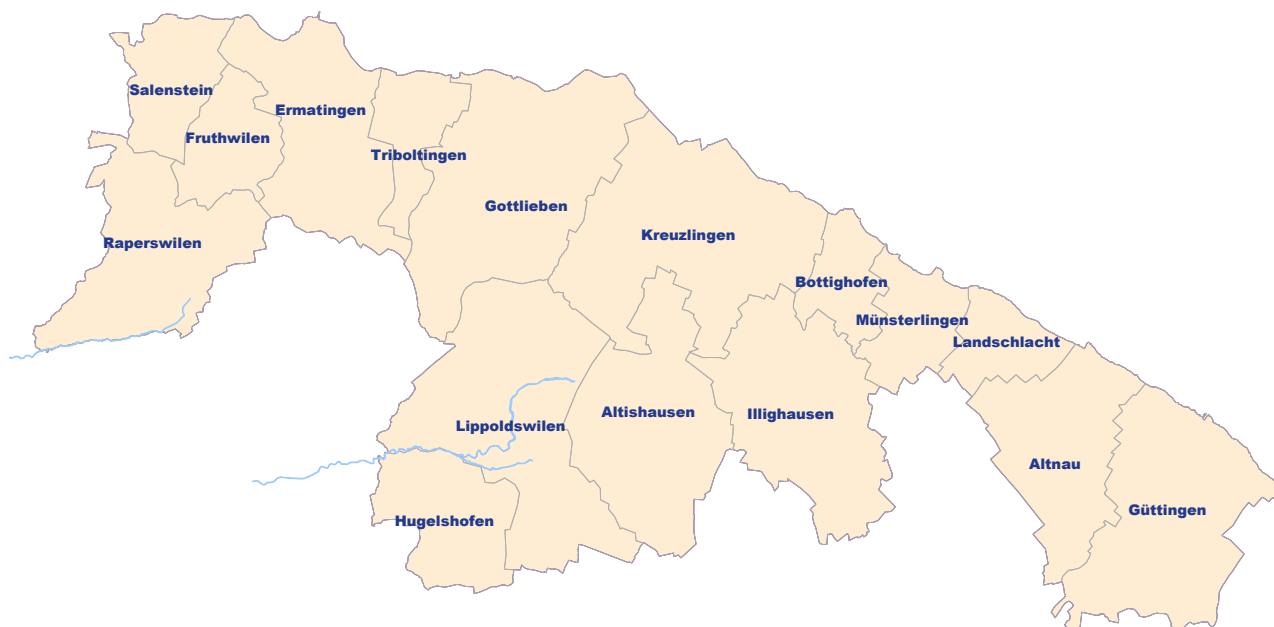 Salenstein
Ermatingen
Fruthwilen
Triboltingen
Gottlieben
Kreuzlingen
Raperswilen
Bottighofen
Münsterlingen
Landschlacht
Altishausen
Illighausen
Lippoldswilen
Altnau
Güttingen
Hugelshofen